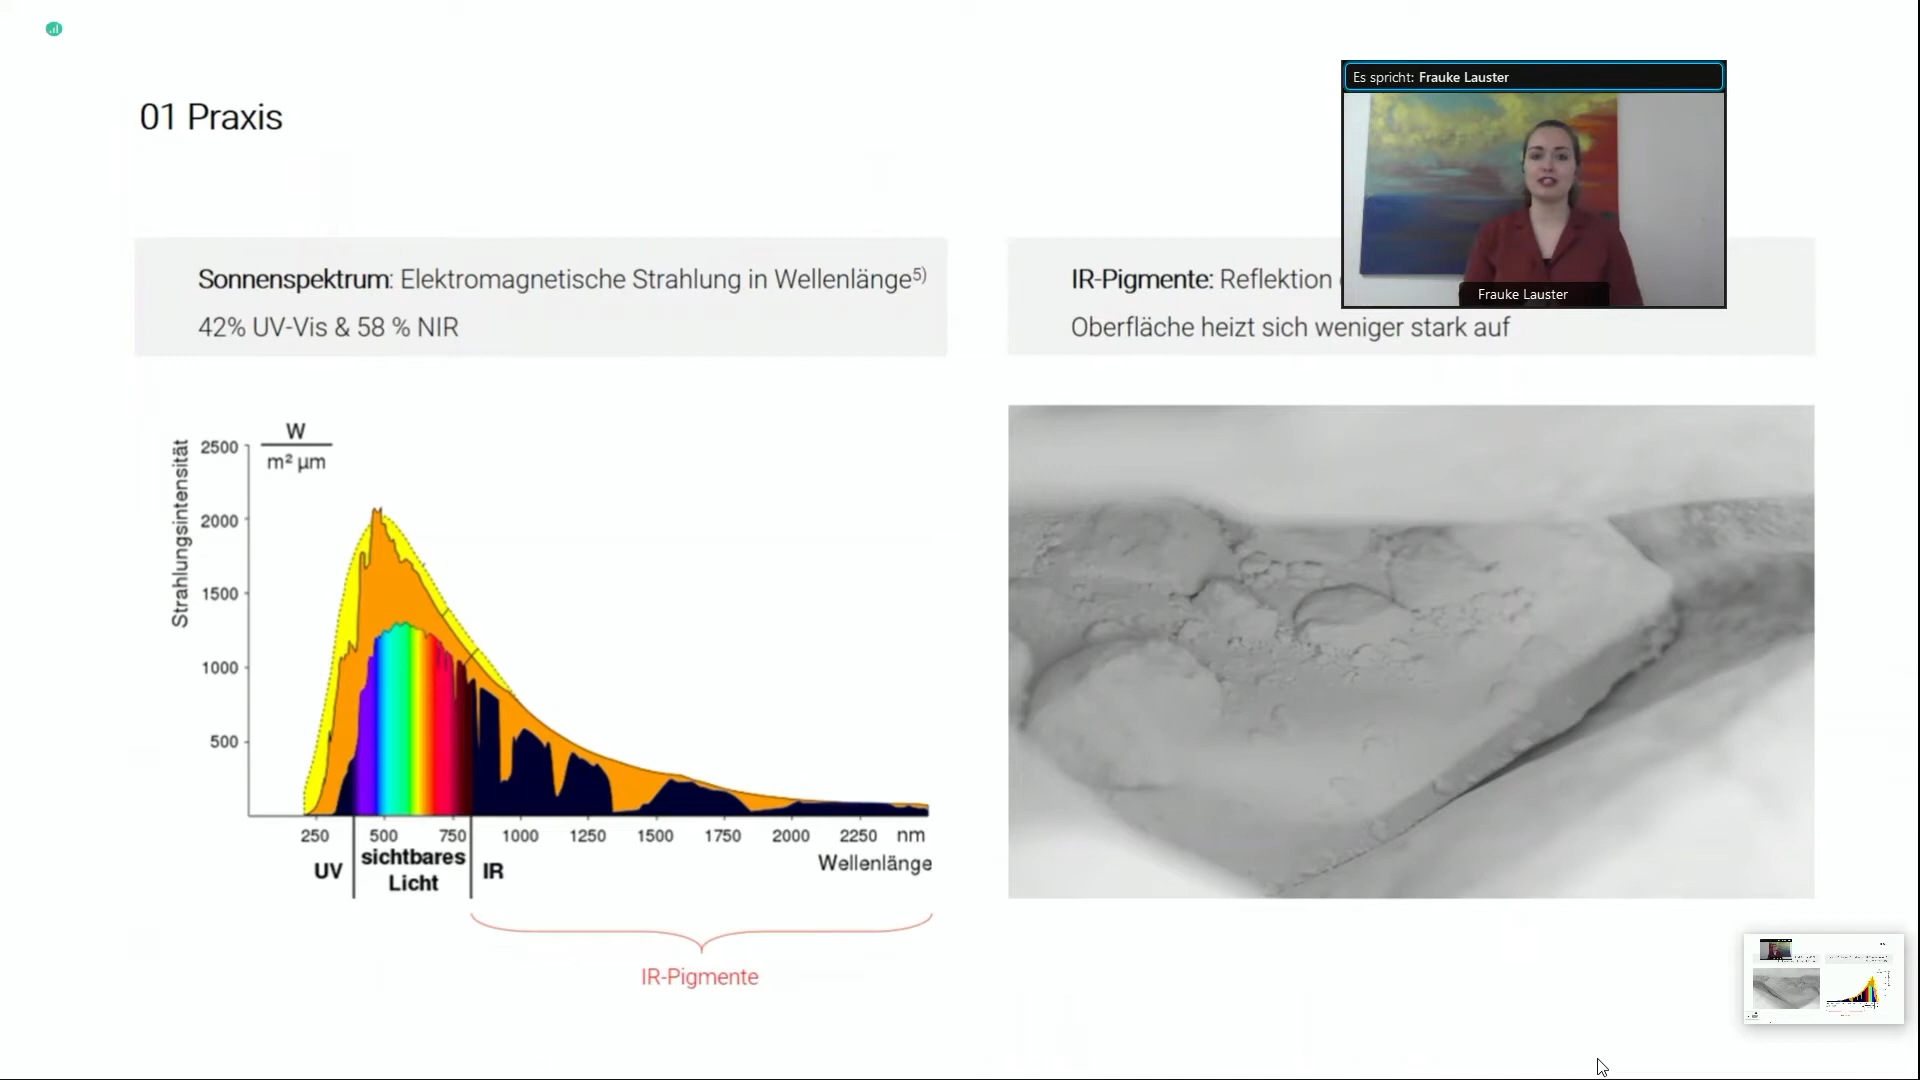 01 Praxis
Es spricht: Frauke Lauster
Frauke Lauster
Sonnenspektrum: Elektromagnetische Strahlung in Wellenlänge5)
42% UV-Vis & 58 % NIR
IR-Pigmente: Reflektion
Oberfläche heizt sich weniger stark auf
Strahlungsintensität
W
m² µm
2500
2000
1500
1000
500
250 500 750 1000 1250 1500 1750 2000 2250 nm
Wellenlänge
UV sichtbares Licht IR
IR-Pigmente